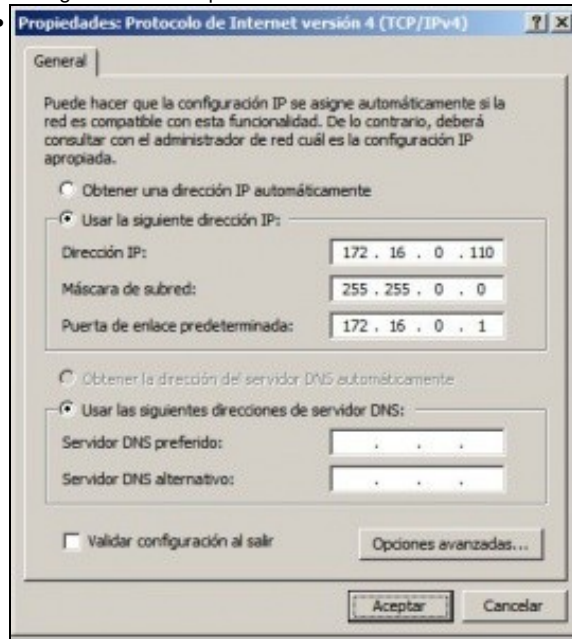 Propiedades: Protocolo de Internet versión 4 (TCP/IPv4)
General
Puede hacer que la configuración IP se asigne automáticamente si la
red es compatible con esta funcionalidad. De lo contrario, deberá
consultar con el administrador de red cuál es la configuración IP
apropiada.
Obtener una dirección IP automáticamente
Usar la siguiente dirección IP:
Dirección IP: 172 . 16 . 0 . 110
Máscara de subred: 255 . 255 . 0 . 0
Puerta de enlace predeterminada: 172 . 16 . 0 . 1
Obtener la dirección del servidor DNS automáticamente
Usar las siguientes direcciones de servidor DNS:
Servidor DNS preferido: . . .
Servidor DNS alternativo: . . .
Validar configuración al salir
Opciones avanzadas...
Aceptar Cancelar